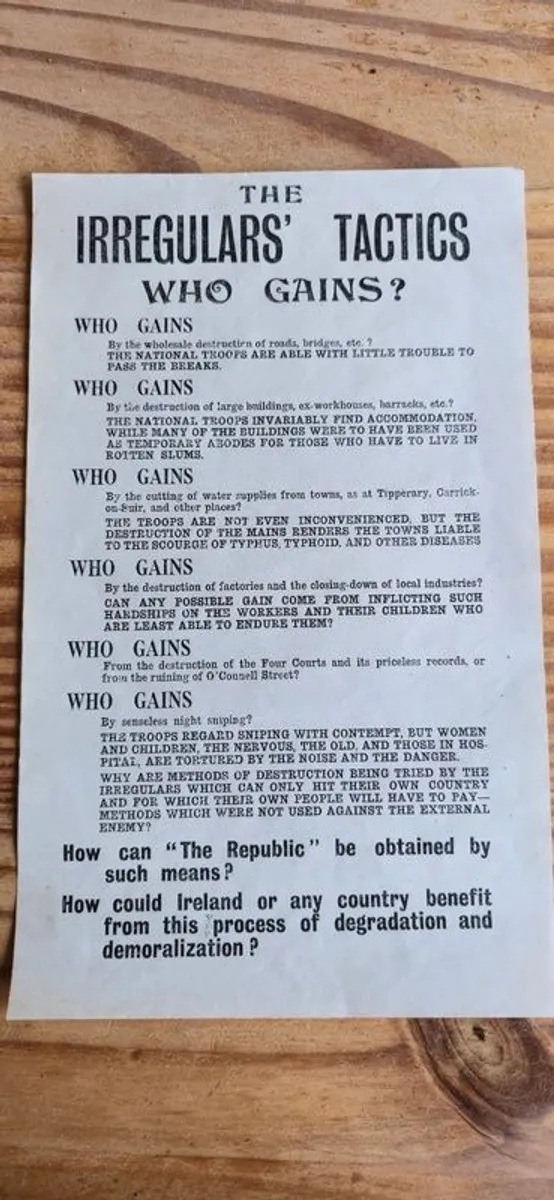 THE
IRREGULARS' TACTICS
WHO GAINS?
WHO GAINS
By the wholesale destruction of roads, bridges, etc. ?
THE NATIONAL TROOPS ARE ABLE WITH LITTLE TROUBLE TO
PASS THE BREAKS.
WHO GAINS
By the destruction of large buildings, ex-workhouses, barracks, etc.?
THE NATIONAL TROOPS INVARIABLY FIND ACCOMMODATION,
WHILE MANY OF THE BUILDINGS WERE TO HAVE BEEN USED
AS TEMPORARY ABODES FOR THOSE WHO HAVE TO LIVE IN
ROTTEN SLUMS.
WHO GAINS
By the cutting of water supplies from towns, as at Tipperary, Carrick-
on-Suir, and other places?
THE TROOPS ARE NOT EVEN INCONVENIENCED, BUT THE
DESTRUCTION OF THE MAINS RENDERS THE TOWNS LIABLE
TO THE SCOURGE OF TYPHUS, TYPHOID, AND OTHER DISEASES
WHO GAINS
By the destruction of factories and the closing-down of local industries?
CAN ANY POSSIBLE GAIN COME FROM INFLICTING SUCH
HARDSHIPS ON THE WORKERS AND THEIR CHILDREN WHO
ARE LEAST ABLE TO ENDURE THEM?
WHO GAINS
From the destruction of the Four Courts and its priceless records, or
from the ruining of O'Connell Street?
WHO GAINS
By senseless night sniping?
THE TROOPS REGARD SNIPING WITH CONTEMPT, BUT WOMEN
AND CHILDREN, THE NERVOUS, THE OLD, AND THOSE IN HOS-
PITAL, ARE TORTURED BY THE NOISE AND THE DANGER.
WHY ARE METHODS OF DESTRUCTION BEING TRIED BY THE
IRREGULARS WHICH CAN ONLY HIT THEIR OWN COUNTRY
AND FOR WHICH THEIR OWN PEOPLE WILL HAVE TO PAY—
METHODS WHICH WERE NOT USED AGAINST THE EXTERNAL
ENEMY?
How can "The Republic" be obtained by
such means?
How could Ireland or any country benefit
from this process of degradation and
demoralization ?